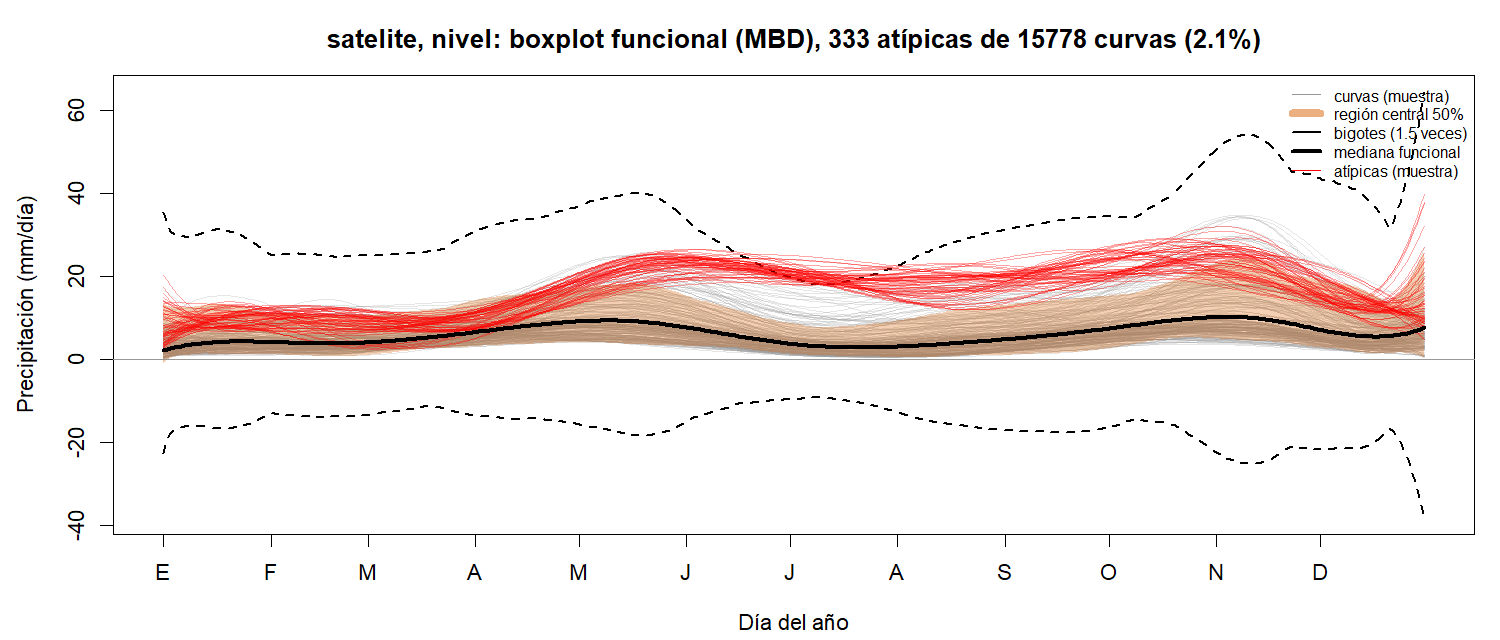 satelite, nivel: boxplot funcional (MBD), 333 atípicas de 15778 curvas (2.1%)
curvas (muestra)
región central 50%
bigotes (1.5 veces)
mediana funcional
atípicas (muestra)
Precipitación (mm/día)
60
40
20
0
-20
-40
E F M A M J J A S O N D
Día del año